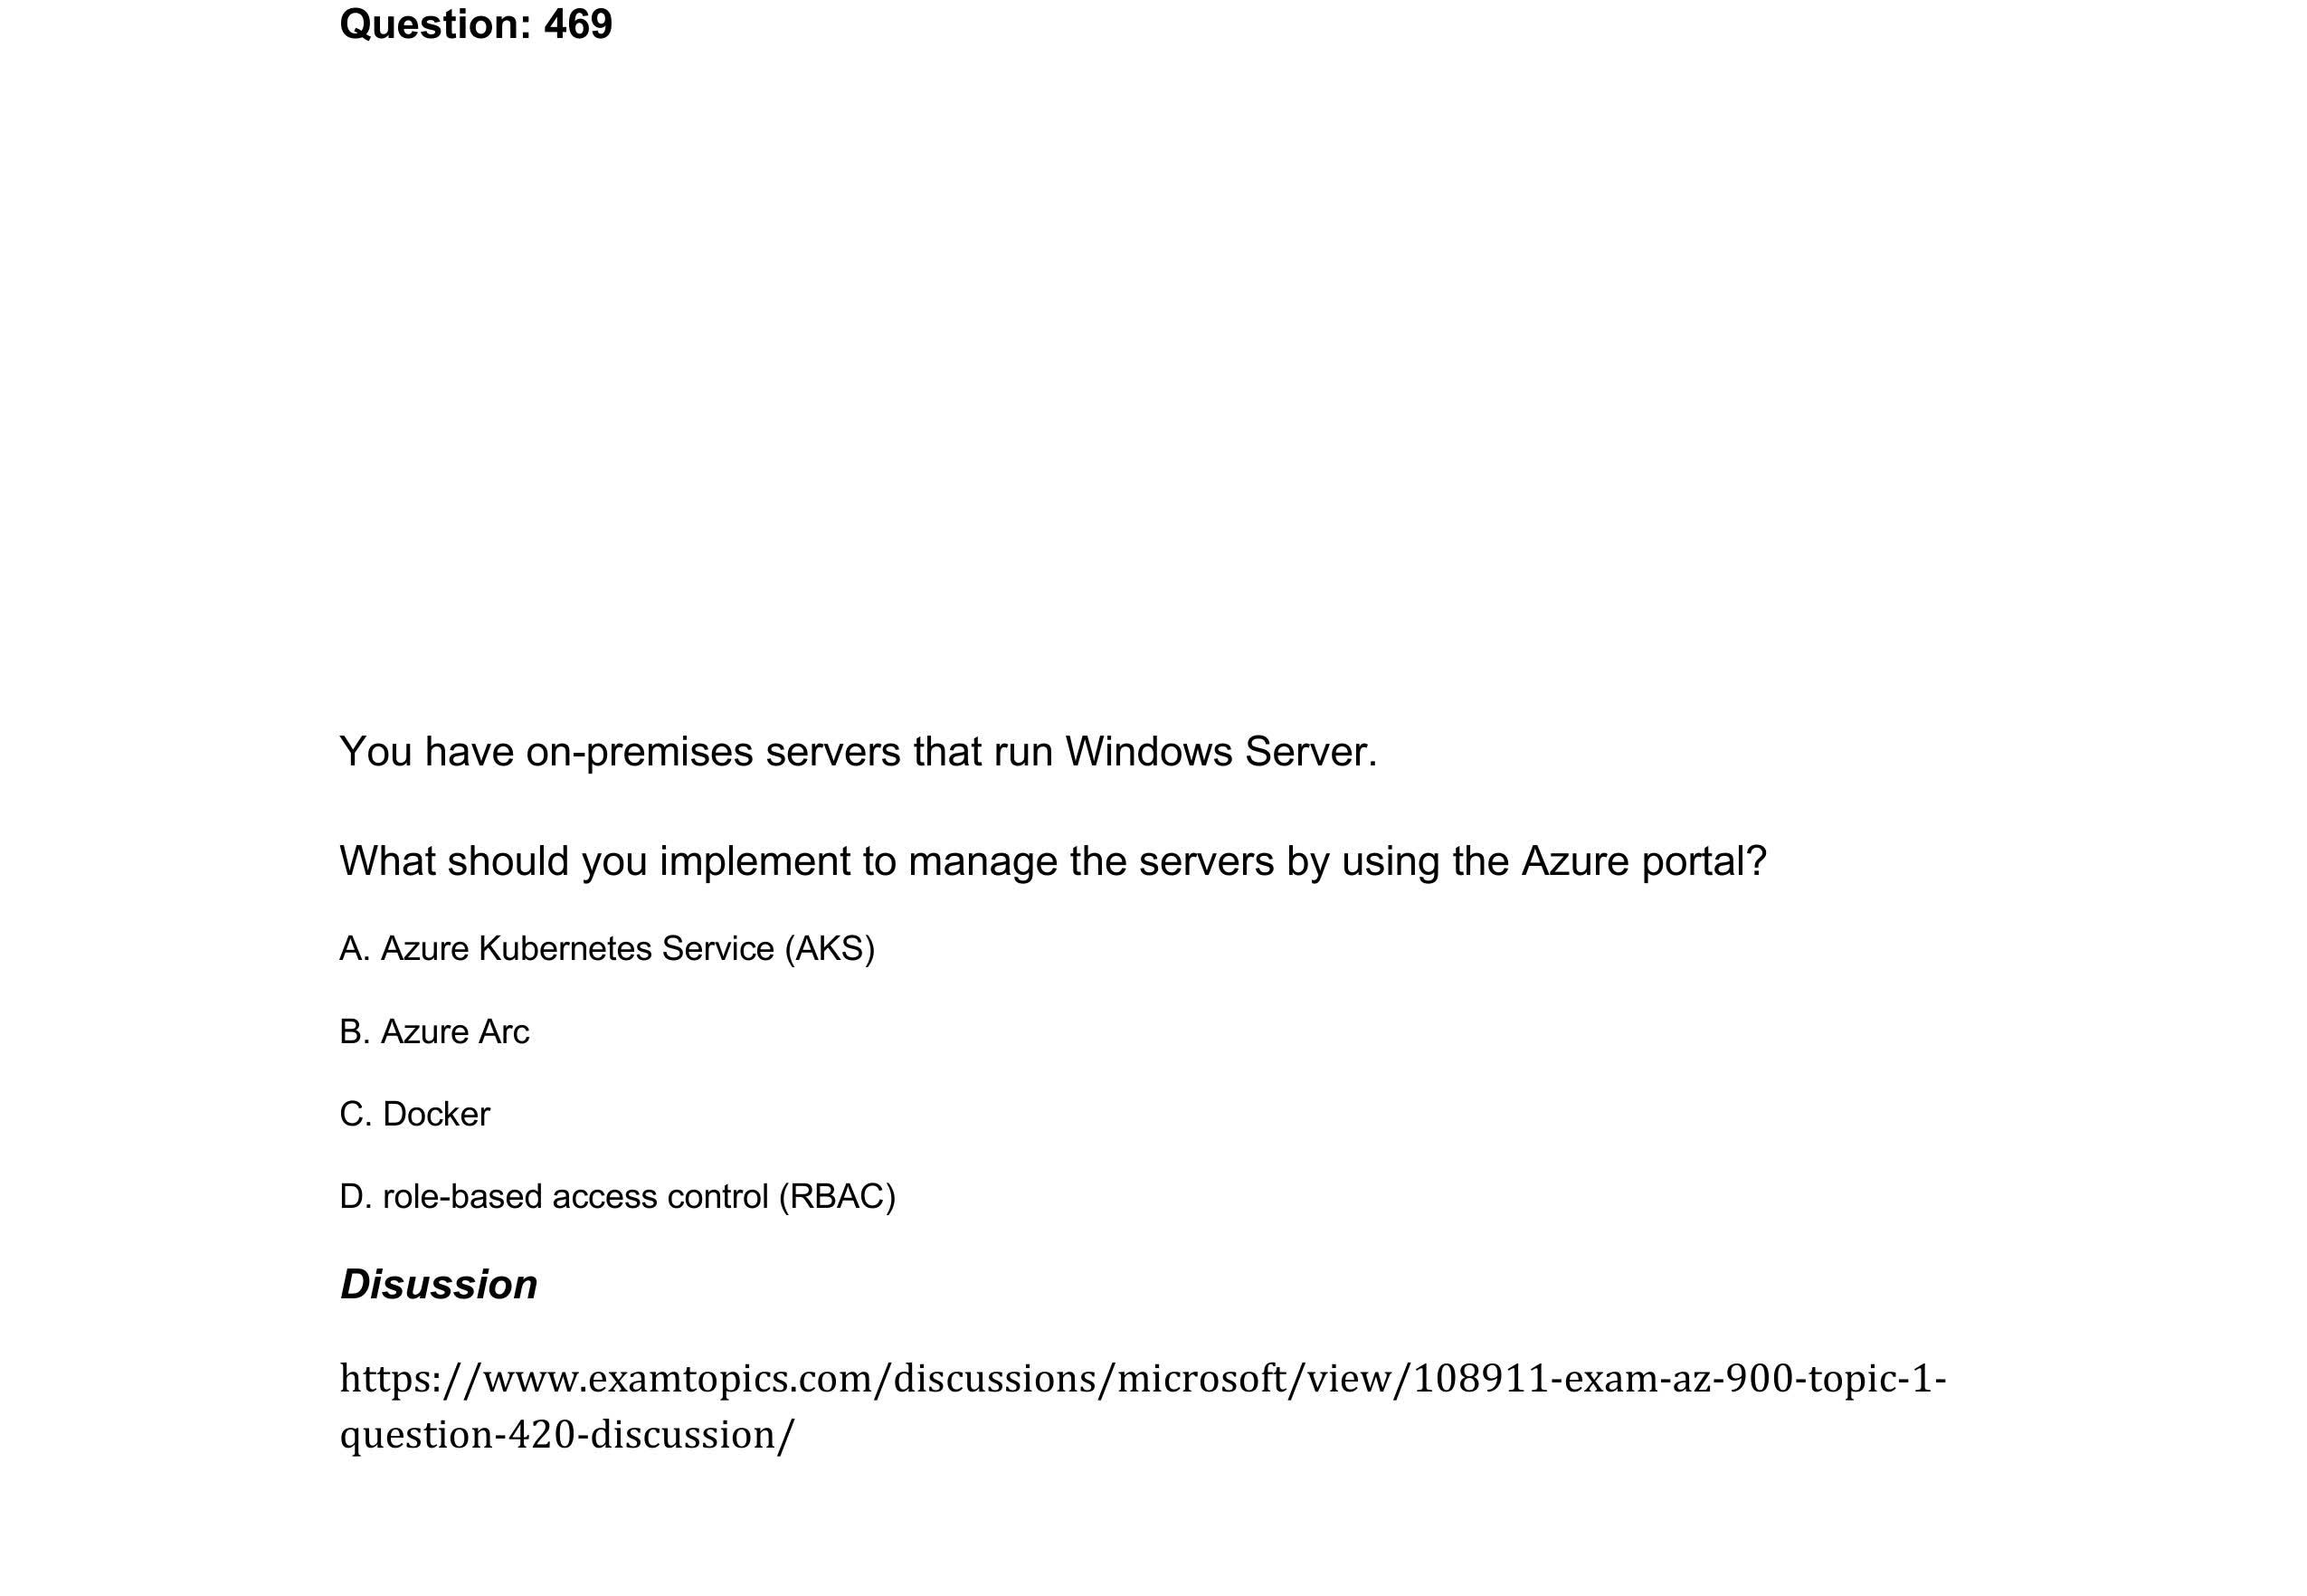 Question: 469
You have on-premises servers that run Windows Server.
What should you implement to manage the servers by using the Azure portal?
A. Azure Kubernetes Service (AKS)
B. Azure Arc
C. Docker
D. role-based access control (RBAC)
Disussion
https://www.examtopics.com/discussions/microsoft/view/108911-exam-az-900-topic-1-
question-420-discussion/